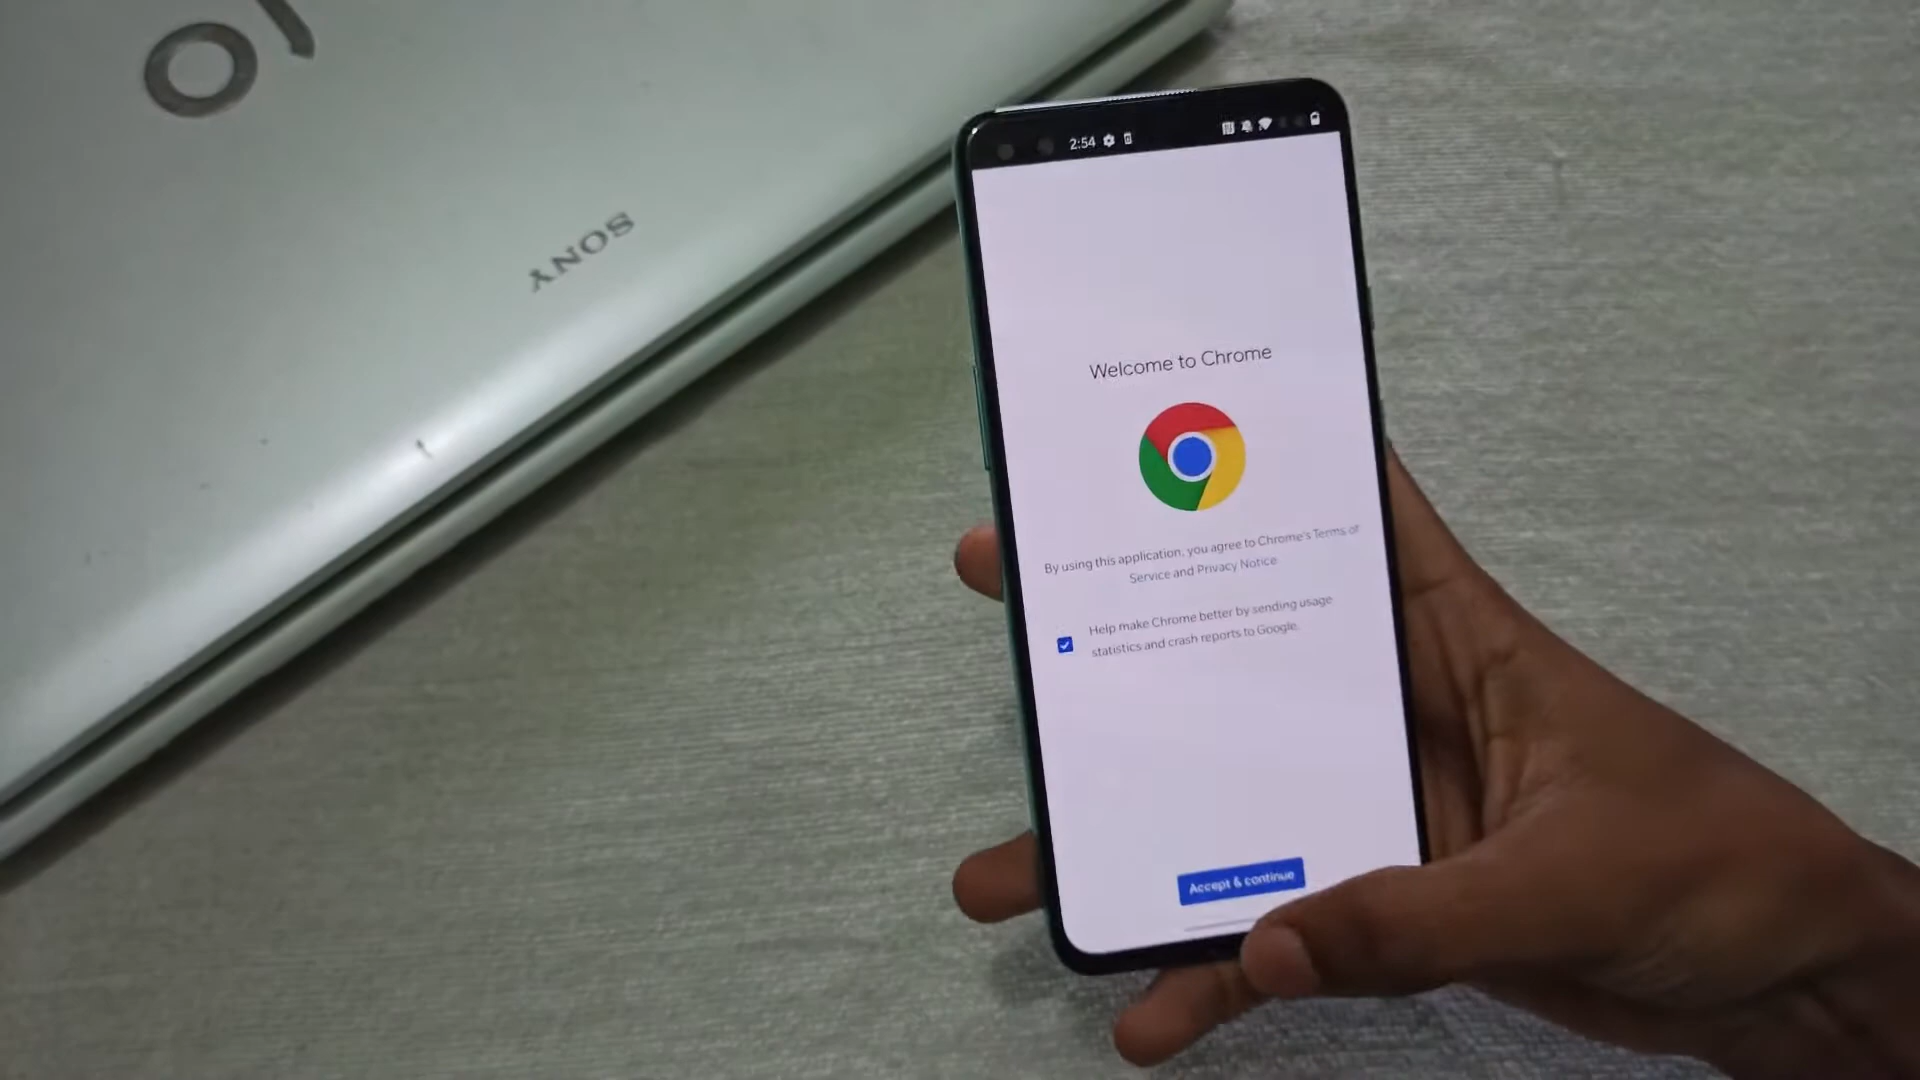 SONY
2:54
Welcome to Chrome
By using this application, you agree to Chrome's Terms of
Service and Privacy Notice
Help make Chrome better by sending usage
statistics and crash reports to Google.
Accept & continue